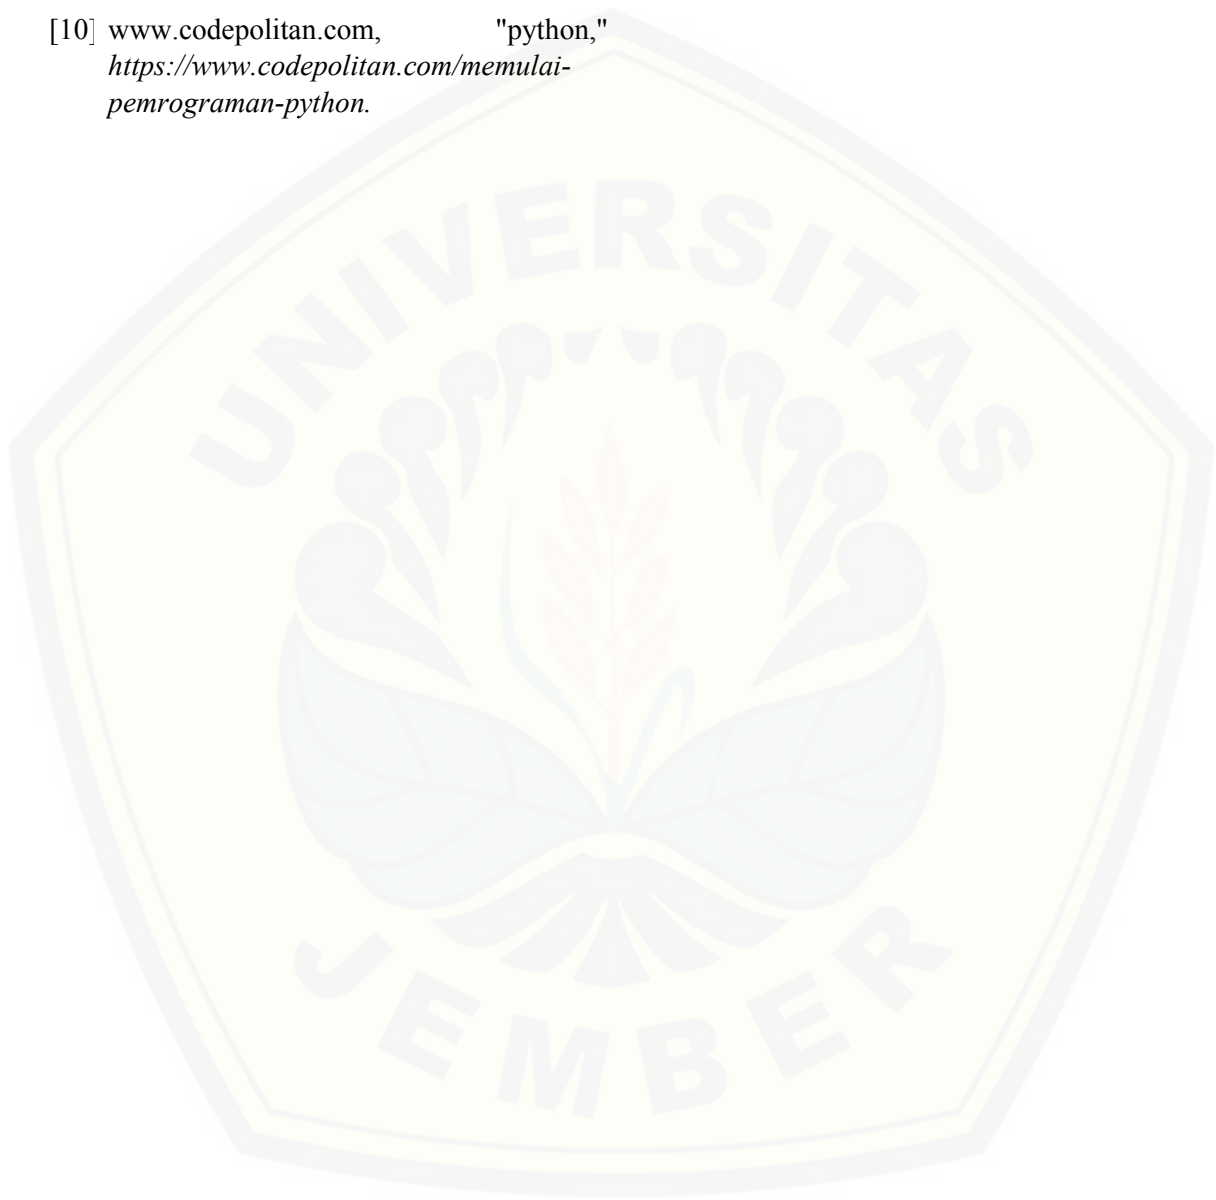 [10] www.codepolitan.com, "python,"
https://www.codepolitan.com/memulai-
pemrograman-python.
UNIVERSITAS
JEMBER